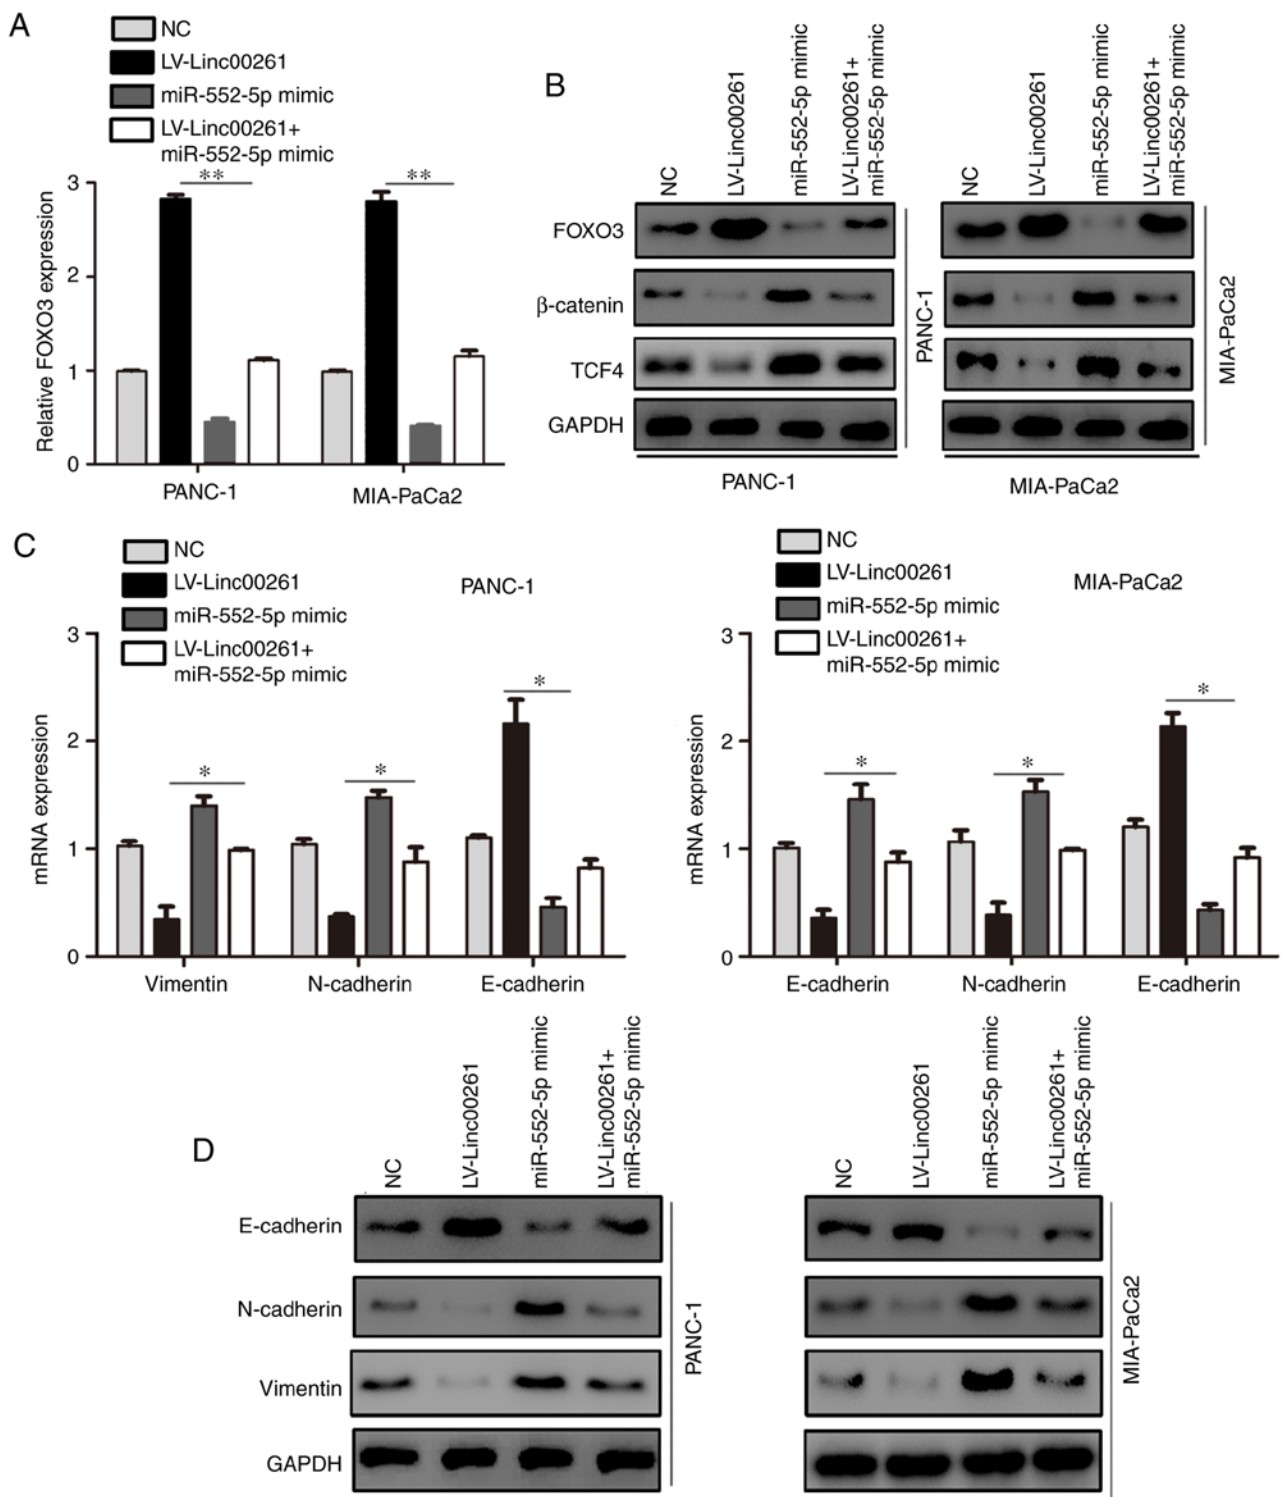 A
NC
LV-Linc00261
miR-552-5p mimic
LV-Linc00261+
miR-552-5p mimic
Relative FOXO3 expression
3
2
1
0
**
**
PANC-1
MIA-PaCa2
B
NC
LV-Linc00261
miR-552-5p mimic
LV-Linc00261+
miR-552-5p mimic
NC
LV-Linc00261
miR-552-5p mimic
LV-Linc00261+
miR-552-5p mimic
FOXO3
β-catenin
TCF4
GAPDH
PANC-1
MIA-PaCa2
PANC-1
MIA-PaCa2
C
NC
LV-Linc00261
miR-552-5p mimic
LV-Linc00261+
miR-552-5p mimic
PANC-1
mRNA expression
3
2
1
0
*
*
*
Vimentin
N-cadherin
E-cadherin
NC
LV-Linc00261
miR-552-5p mimic
LV-Linc00261+
miR-552-5p mimic
MIA-PaCa2
mRNA expression
3
2
1
0
*
*
*
E-cadherin
N-cadherin
E-cadherin
D
NC
LV-Linc00261
miR-552-5p mimic
LV-Linc00261+
miR-552-5p mimic
NC
LV-Linc00261
miR-552-5p mimic
LV-Linc00261+
miR-552-5p mimic
E-cadherin
N-cadherin
Vimentin
GAPDH
PANC-1
MIA-PaCa2